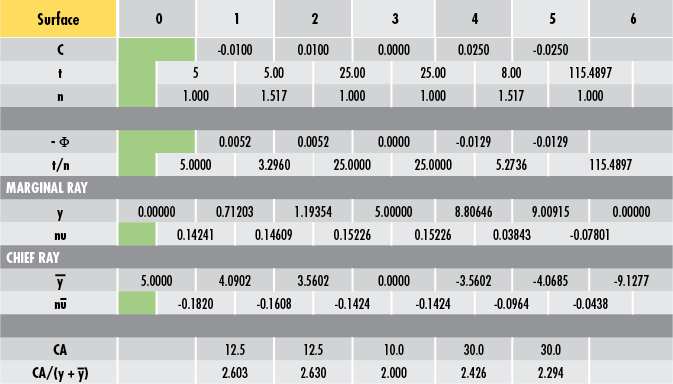 Surface 0 1 2 3 4 5 6
C -0.0100 0.0100 0.0000 0.0250 -0.0250
t 5 5.00 25.00 25.00 8.00 115.4897
n 1.000 1.517 1.000 1.000 1.517 1.000
- Φ 0.0052 0.0052 0.0000 -0.0129 -0.0129
t/n 5.0000 3.2960 25.0000 25.0000 5.2736 115.4897
MARGINAL RAY
y 0.00000 0.71203 1.19354 5.00000 8.80646 9.00915 0.00000
nu 0.14241 0.14609 0.15226 0.15226 0.03843 -0.07801
CHIEF RAY
y̅ 5.0000 4.0902 3.5602 0.0000 -3.5602 -4.0685 -9.1277
nu̅ -0.1820 -0.1608 -0.1424 -0.1424 -0.0964 -0.0438
CA 12.5 12.5 10.0 30.0 30.0
CA/(y + y̅) 2.603 2.630 2.000 2.426 2.294